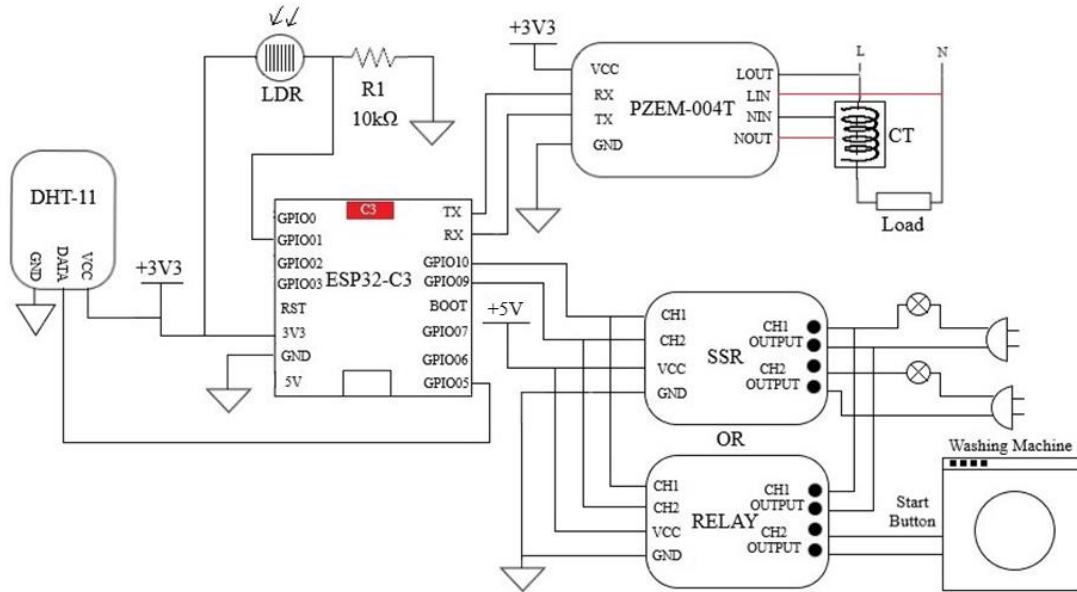 LDR
R1
10kΩ
+3V3
VCC
RX
TX
GND
PZEM-004T
LOUT
LIN
NIN
NOUT
L
N
CT
Load
DHT-11
GND
DATA
VCC
+3V3
C3
ESP32-C3
GPIO0
GPIO01
GPIO02
GPIO03
RST
3V3
GND
5V
TX
RX
GPIO10
GPIO09
BOOT
GPIO07
GPIO06
GPIO05
+5V
CH1
CH2
VCC
GND
SSR
CH1
OUTPUT
CH2
OUTPUT
OR
CH1
CH2
VCC
GND
RELAY
CH1
OUTPUT
CH2
OUTPUT
Washing Machine
Start
Button